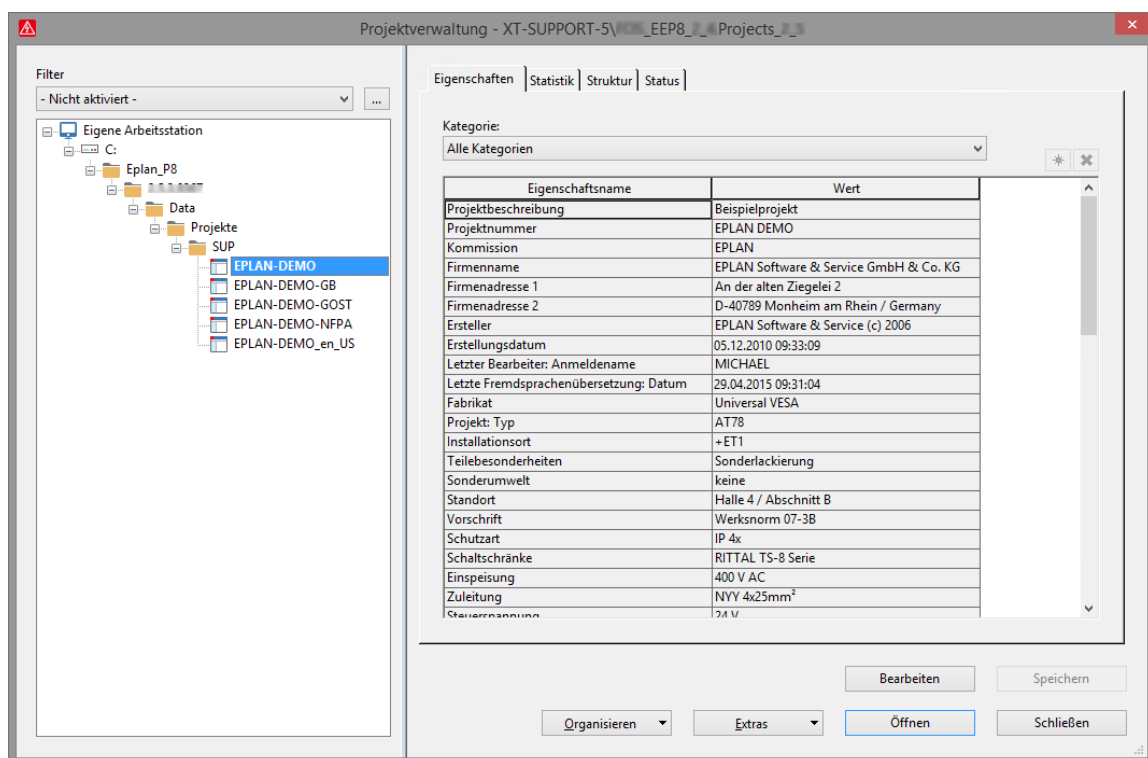 Projektverwaltung - XT-SUPPORT-5\ _EEP8_ Projects_
Filter
- Nicht aktiviert -
...
Eigene Arbeitsstation
C:
Eplan_P8
Data
Projekte
SUP
EPLAN-DEMO
EPLAN-DEMO-GB
EPLAN-DEMO-GOST
EPLAN-DEMO-NFPA
EPLAN-DEMO_en_US
Eigenschaften Statistik Struktur Status
Kategorie:
Alle Kategorien
Eigenschaftsname Wert
Projektbeschreibung Beispielprojekt
Projektnummer EPLAN DEMO
Kommission EPLAN
Firmenname EPLAN Software & Service GmbH & Co. KG
Firmenadresse 1 An der alten Ziegelei 2
Firmenadresse 2 D-40789 Monheim am Rhein / Germany
Ersteller EPLAN Software & Service (c) 2006
Erstellungsdatum 05.12.2010 09:33:09
Letzter Bearbeiter: Anmeldename MICHAEL
Letzte Fremdsprachenübersetzung: Datum 29.04.2015 09:31:04
Fabrikat Universal VESA
Projekt: Typ AT78
Installationsort +ET1
Teilebesonderheiten Sonderlackierung
Sonderumwelt keine
Standort Halle 4 / Abschnitt B
Vorschrift Werksnorm 07-3B
Schutzart IP 4x
Schaltschränke RITTAL TS-8 Serie
Einspeisung 400 V AC
Zuleitung NYY 4x25mm²
Steuerspannung 24 V
Bearbeiten Speichern
Organisieren Extras Öffnen Schließen